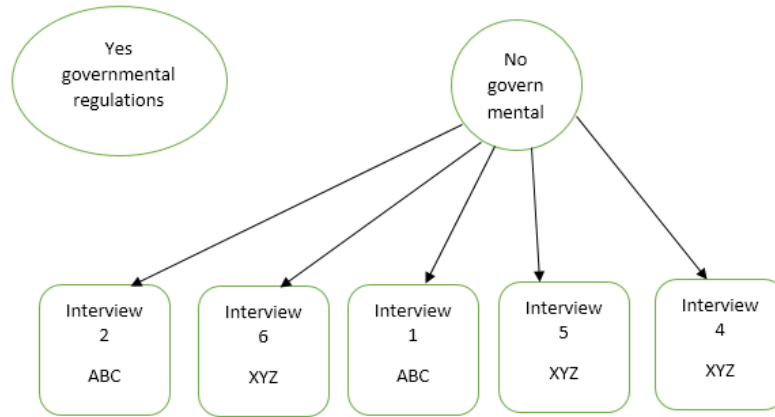 Yes
governmental
regulations
No
govern
mental
Interview
2
ABC
Interview
6
XYZ
Interview
1
ABC
Interview
5
XYZ
Interview
4
XYZ